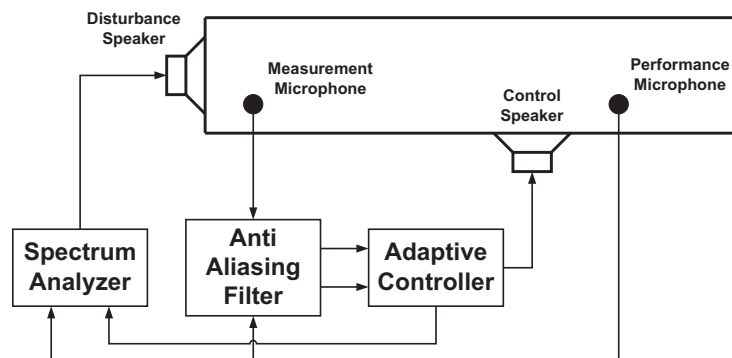 Disturbance
Speaker
Measurement
Microphone
Performance
Microphone
Control
Speaker
Spectrum
Analyzer
Anti
Aliasing
Filter
Adaptive
Controller